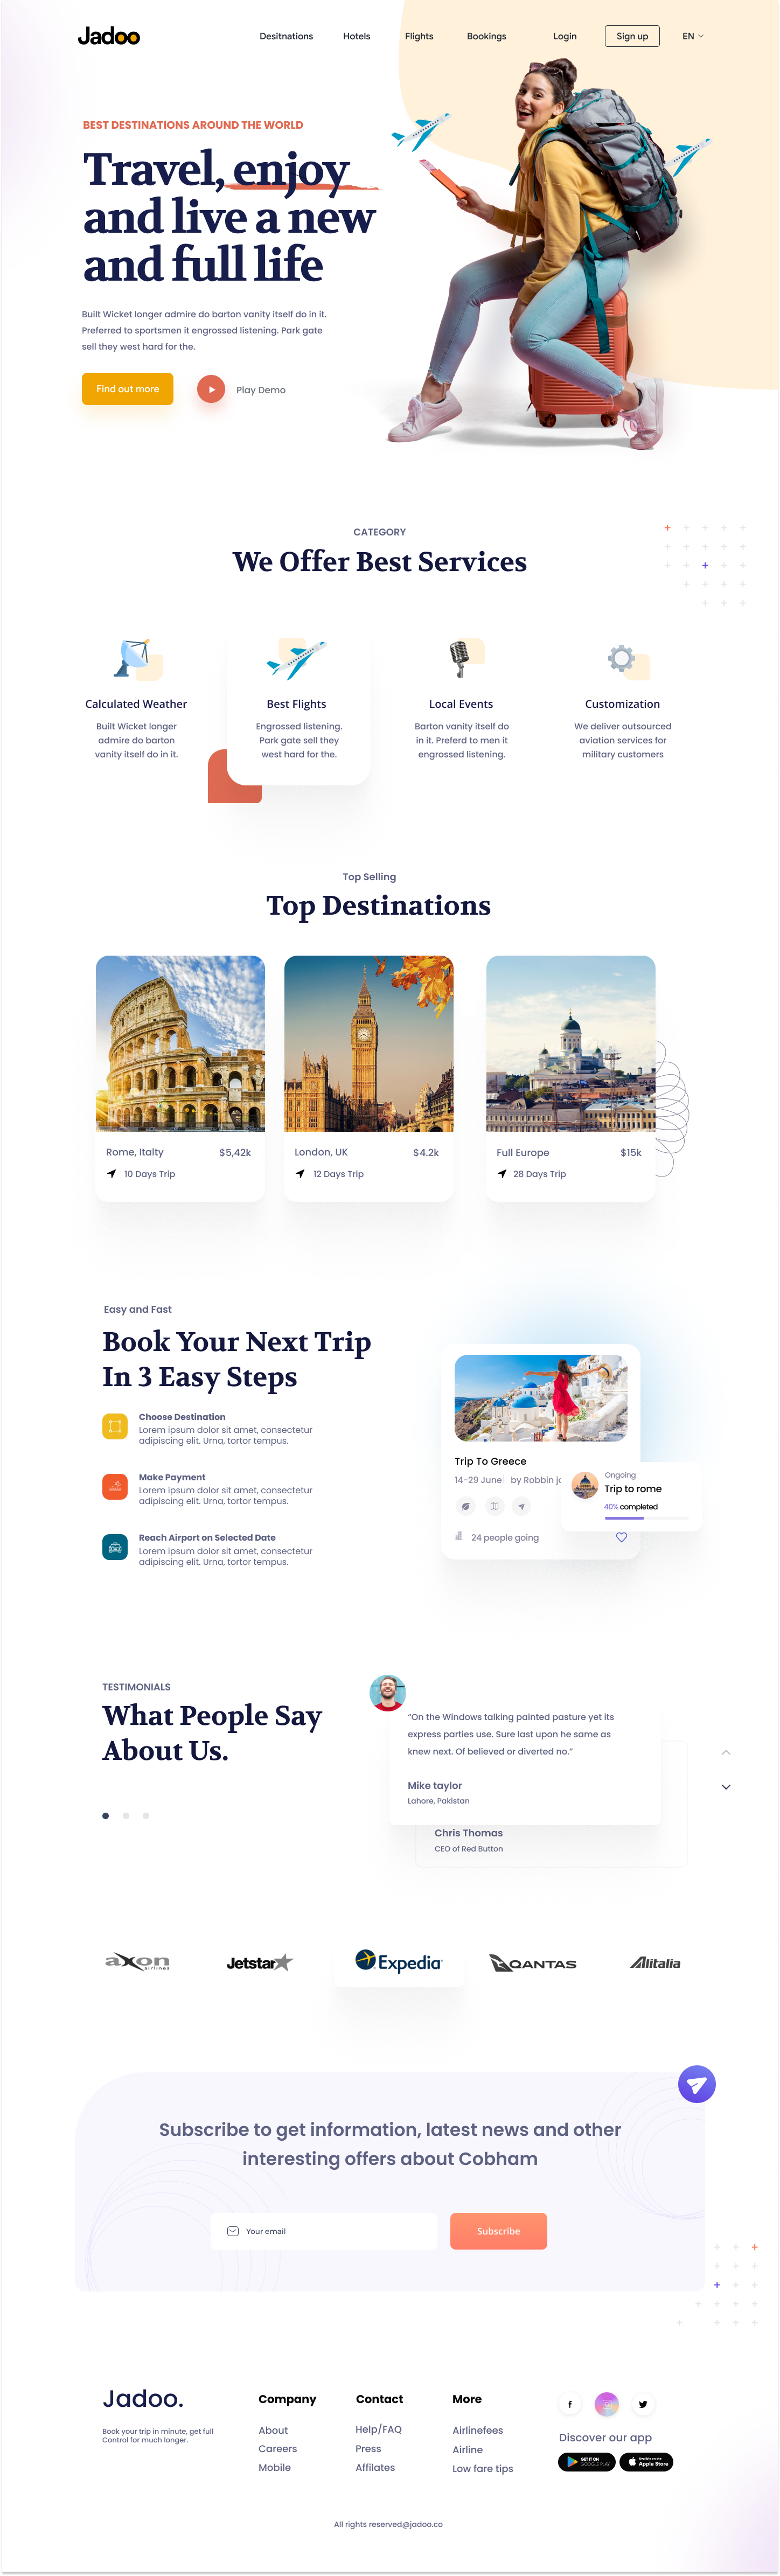 Jadoo
Desitnations
Hotels
Flights
Bookings
Login
Sign up
EN
BEST DESTINATIONS AROUND THE WORLD
Travel, enjoy
and live a new
and full life
Built Wicket longer admire do barton vanity itself do in it.
Preferred to sportsmen it engrossed listening. Park gate
sell they west hard for the.
Find out more
Play Demo
CATEGORY
We Offer Best Services
Calculated Weather
Built Wicket longer
admire do barton
vanity itself do in it.
Best Flights
Engrossed listening.
Park gate sell they
west hard for the.
Local Events
Barton vanity itself do
in it. Preferd to men it
engrossed listening.
Customization
We deliver outsourced
aviation services for
military customers
Top Selling
Top Destinations
Rome, Italty
$5,42k
10 Days Trip
London, UK
$4.2k
12 Days Trip
Full Europe
$15k
28 Days Trip
Easy and Fast
Book Your Next Trip
In 3 Easy Steps
Choose Destination
Lorem ipsum dolor sit amet, consectetur
adipiscing elit. Urna, tortor tempus.
Make Payment
Lorem ipsum dolor sit amet, consectetur
adipiscing elit. Urna, tortor tempus.
Reach Airport on Selected Date
Lorem ipsum dolor sit amet, consectetur
adipiscing elit. Urna, tortor tempus.
Trip To Greece
14-29 June | by Robbin
24 people going
Ongoing
Trip to rome
40% completed
TESTIMONIALS
What People Say
About Us.
“On the Windows talking painted pasture yet its
express parties use. Sure last upon he same as
knew next. Of believed or diverted no.”
Mike taylor
Lahore, Pakistan
Chris Thomas
CEO of Red Button
axon
airlines
Jetstar
Expedia
QANTAS
Alitalia
Subscribe to get information, latest news and other
interesting offers about Cobham
Your email
Subscribe
Jadoo.
Book your trip in minute, get full
Control for much longer.
Company
About
Careers
Mobile
Contact
Help/FAQ
Press
Affilates
More
Airlinefees
Airline
Low fare tips
Discover our app
GET IT ON
GOOGLE PLAY
Available on the
Apple Store
All rights reserved@jadoo.co